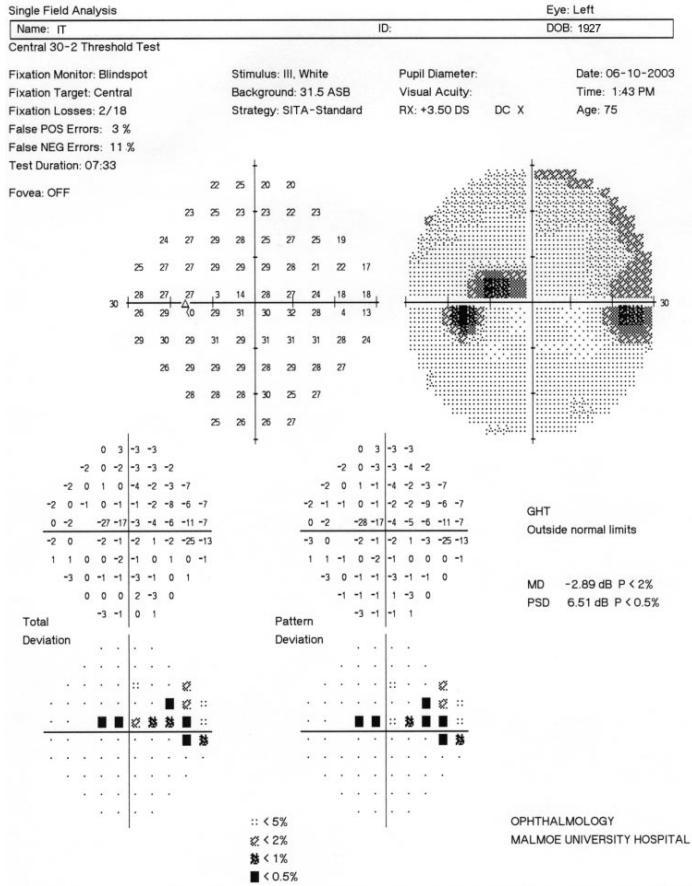 Single Field Analysis Eye: Left
Name: IT ID: DOB: 1927
Central 30-2 Threshold Test
Fixation Monitor: Blindspot Stimulus: III, White Pupil Diameter: Date: 06-10-2003
Fixation Target: Central Background: 31.5 ASB Visual Acuity: Time: 1:43 PM
Fixation Losses: 2/18 Strategy: SITA-Standard RX: +3.50 DS DC X Age: 75
False POS Errors: 3 %
False NEG Errors: 11 %
Test Duration: 07:33
Fovea: OFF
22 25 20 20
23 25 23 23 22 23
24 27 29 28 25 27 25 19
25 27 27 29 29 29 28 21 22 17
28 27 27 3 14 28 27 24 18 18
30 30
26 29 <0 29 31 30 32 28 4 13
29 30 29 31 29 31 31 31 28 24
26 29 29 29 28 29 28 27
28 28 28 30 25 27
25 26 26 27
0 3 -3 -3 0 3 -3 -3
-2 0 -2 -3 -3 -2 -2 0 -3 -3 -4 -2
-2 0 1 0 -4 -2 -3 -7 -2 0 1 -1 -4 -2 -3 -7
-2 0 -1 0 -1 -1 -2 -8 -6 -7 -2 -1 -1 0 -1 -2 -2 -9 -6 -7
0 -2 -27 -17 -3 -4 -6 -11 -7 0 -2 -28 -17 -4 -5 -6 -11 -7
-2 0 -2 -1 -2 1 -2 -25 -13 -3 0 -2 -1 -2 1 -3 -25 -13
1 1 0 0 -2 -1 0 1 0 -1 1 1 -1 0 -2 -1 0 1 0 -1
-3 0 -1 -1 -3 -1 0 1 -3 0 -1 -1 -3 -1 -1 0
0 0 0 2 -3 0 -1 -1 -1 1 -3 0
-3 -1 0 1 -3 -1 -1 1
GHT
Outside normal limits
MD -2.89 dB P < 2%
PSD 6.51 dB P < 0.5%
Total Deviation
Pattern Deviation
< 5%
< 2%
< 1%
< 0.5%
OPHTHALMOLOGY
MALMOE UNIVERSITY HOSPITAL